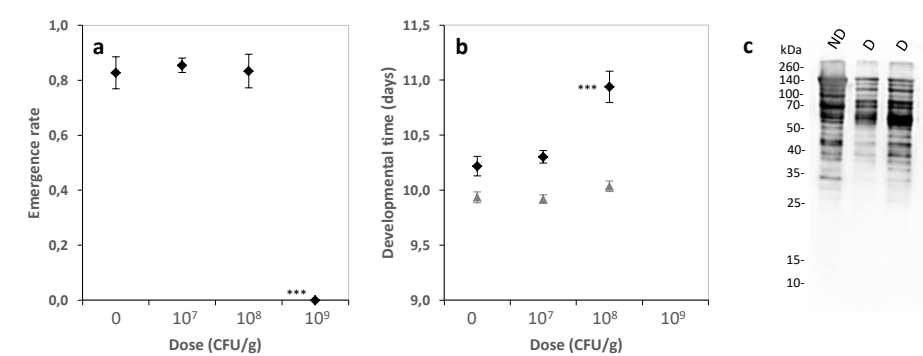 a
1,0
0,8
0,6
0,4
0,2
0,0
Emergence rate
***
0 10⁷ 10⁸ 10⁹
Dose (CFU/g)
b
11,5
11,0
10,5
10,0
9,5
9,0
Developmental time (days)
***
0 10⁷ 10⁸ 10⁹
Dose (CFU/g)
c
kDa
ND D D
260-
140-
100-
70-
50-
40-
35-
25-
15-
10-